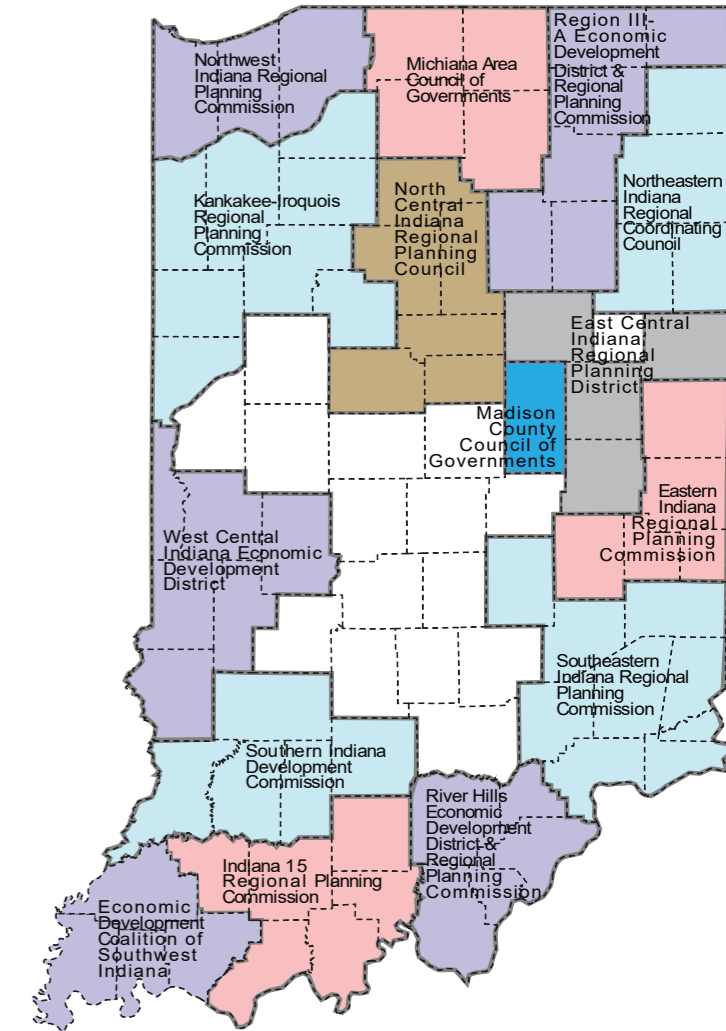 Northwest
Indiana Regional
Planning
Commission
Michiana Area
Council of
Governments
Region III-
A Economic
Development
District &
Regional
Planning
Commission
Kankakee-Iroquois
Regional
Planning
Commission
North
Central
Indiana
Regional
Planning
Council
Northeastern
Indiana
Regional
Coordinating
Council
East Central
Indiana
Regional
Planning
District
Madison
County
Council of
Governments
Eastern
Indiana
Regional
Planning
Commission
West Central
Indiana Economic
Development
District
Southeastern
Indiana Regional
Planning
Commission
Southern Indiana
Development
Commission
River Hills
Economic
Development
District &
Regional
Planning
Commission
Indiana 15
Regional Planning
Commission
Economic
Development
Coalition of
Southwest
Indiana